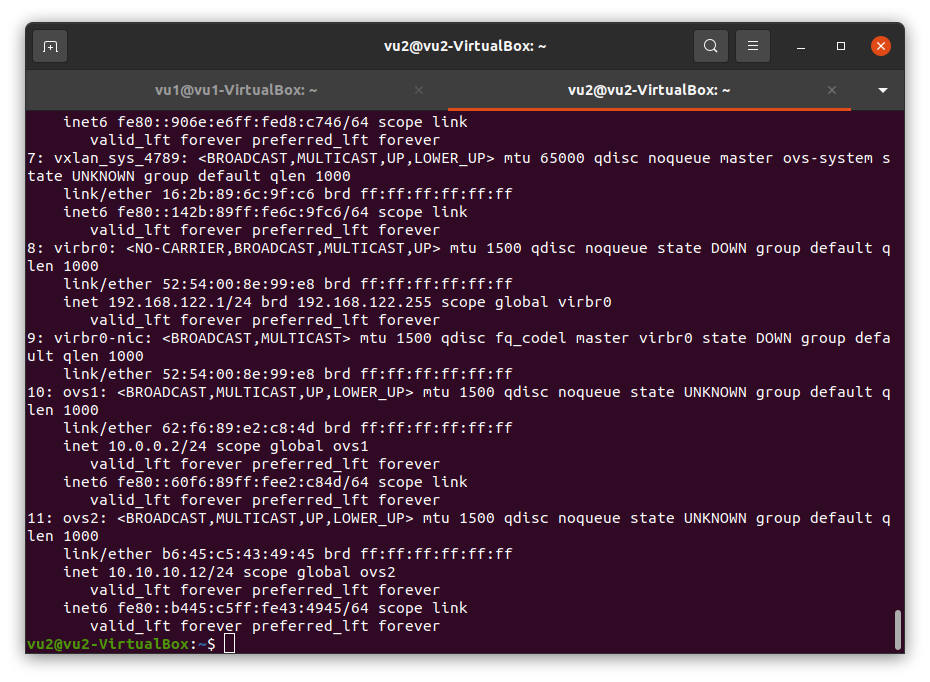 vu2@vu2-VirtualBox: ~
vu1@vu1-VirtualBox: ~
vu2@vu2-VirtualBox: ~
    inet6 fe80::906e:e6ff:fed8:c746/64 scope link
       valid_lft forever preferred_lft forever
7: vxlan_sys_4789: <BROADCAST,MULTICAST,UP,LOWER_UP> mtu 65000 qdisc noqueue master ovs-system s
tate UNKNOWN group default qlen 1000
    link/ether 16:2b:89:6c:9f:c6 brd ff:ff:ff:ff:ff:ff
    inet6 fe80::142b:89ff:fe6c:9fc6/64 scope link
       valid_lft forever preferred_lft forever
8: virbr0: <NO-CARRIER,BROADCAST,MULTICAST,UP> mtu 1500 qdisc noqueue state DOWN group default q
len 1000
    link/ether 52:54:00:8e:99:e8 brd ff:ff:ff:ff:ff:ff
    inet 192.168.122.1/24 brd 192.168.122.255 scope global virbr0
       valid_lft forever preferred_lft forever
9: virbr0-nic: <BROADCAST,MULTICAST> mtu 1500 qdisc fq_codel master virbr0 state DOWN group defa
ult qlen 1000
    link/ether 52:54:00:8e:99:e8 brd ff:ff:ff:ff:ff:ff
10: ovs1: <BROADCAST,MULTICAST,UP,LOWER_UP> mtu 1500 qdisc noqueue state UNKNOWN group default q
len 1000
    link/ether 62:f6:89:e2:c8:4d brd ff:ff:ff:ff:ff:ff
    inet 10.0.0.2/24 scope global ovs1
       valid_lft forever preferred_lft forever
    inet6 fe80::60f6:89ff:fee2:c84d/64 scope link
       valid_lft forever preferred_lft forever
11: ovs2: <BROADCAST,MULTICAST,UP,LOWER_UP> mtu 1500 qdisc noqueue state UNKNOWN group default q
len 1000
    link/ether b6:45:c5:43:49:45 brd ff:ff:ff:ff:ff:ff
    inet 10.10.10.12/24 scope global ovs2
       valid_lft forever preferred_lft forever
    inet6 fe80::b445:c5ff:fe43:4945/64 scope link
       valid_lft forever preferred_lft forever
vu2@vu2-VirtualBox:~$